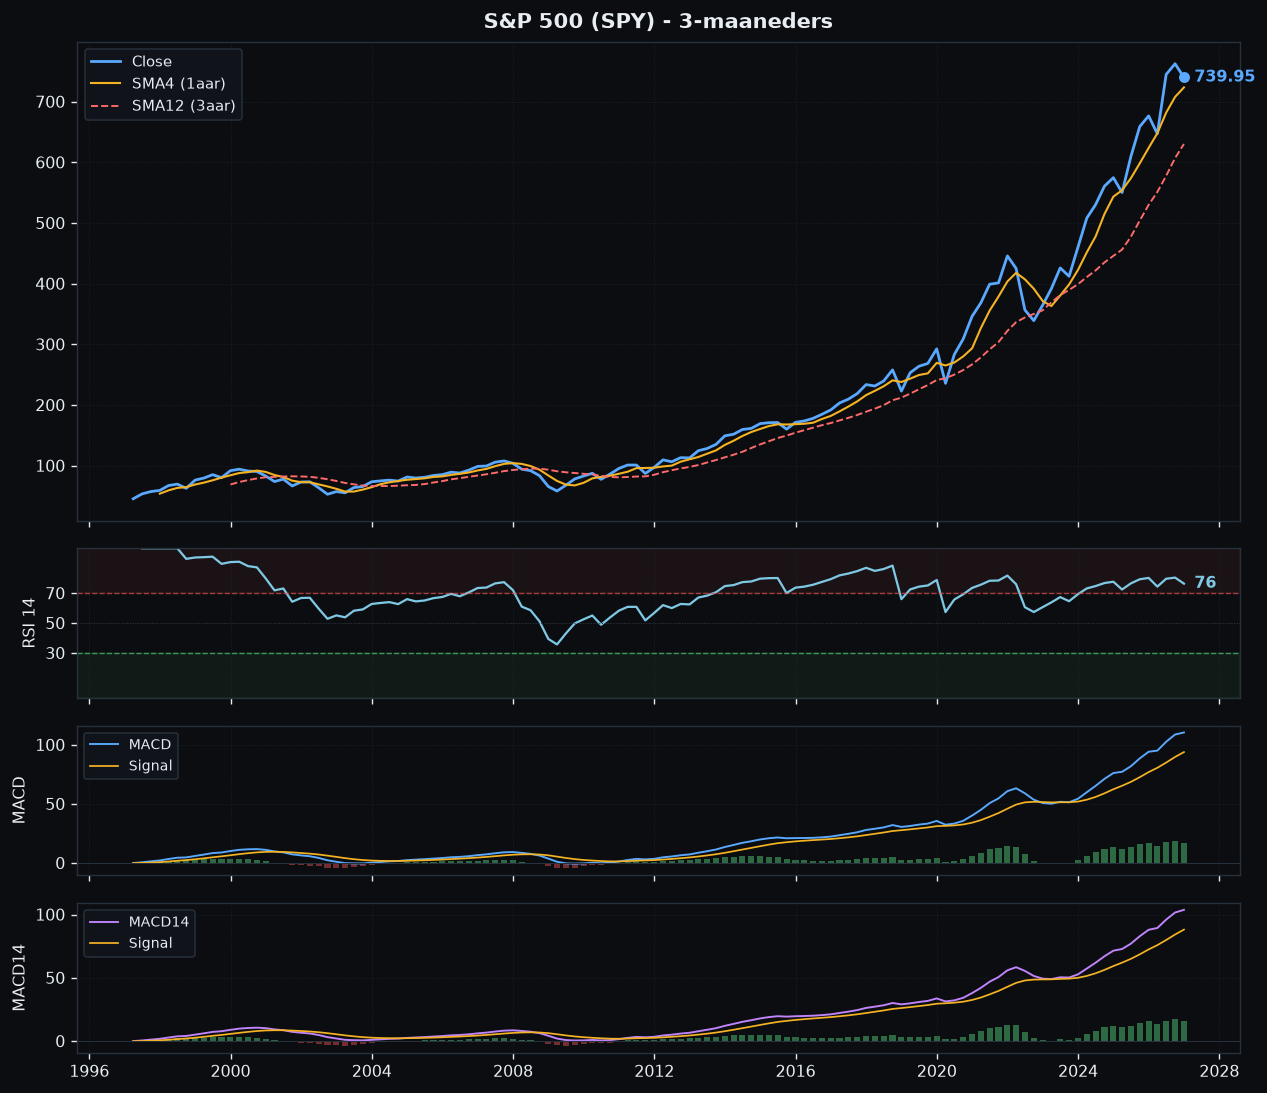 S&P 500 (SPY) - 3-maaneders
Close
SMA4 (1aar)
SMA12 (3aar)
739.95
700
600
500
400
300
200
100
RSI 14
70
50
30
76
MACD
MACD
Signal
100
50
0
MACD14
MACD14
Signal
100
50
0
1996 2000 2004 2008 2012 2016 2020 2024 2028